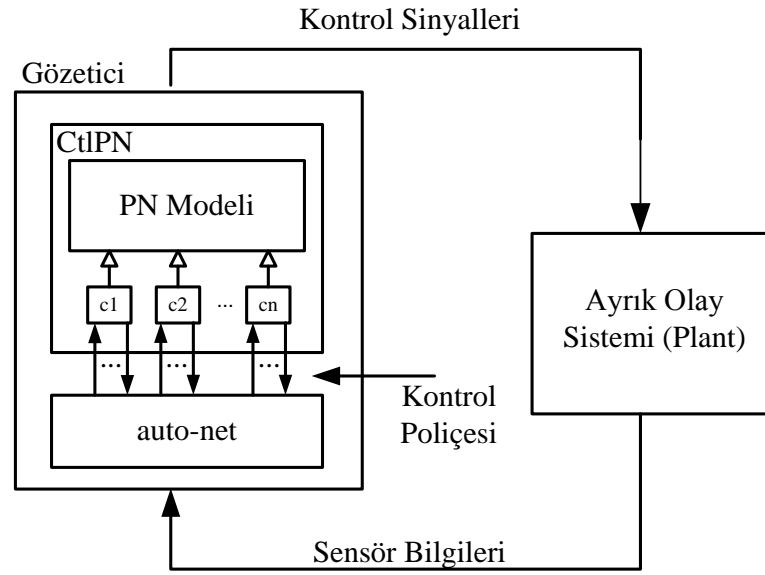 Kontrol Sinyalleri
Gözetici
CtlPN
PN Modeli
c1 c2 ... cn
... ... ...
auto-net
Kontrol
Poliçesi
Ayrık Olay
Sistemi (Plant)
Sensör Bilgileri